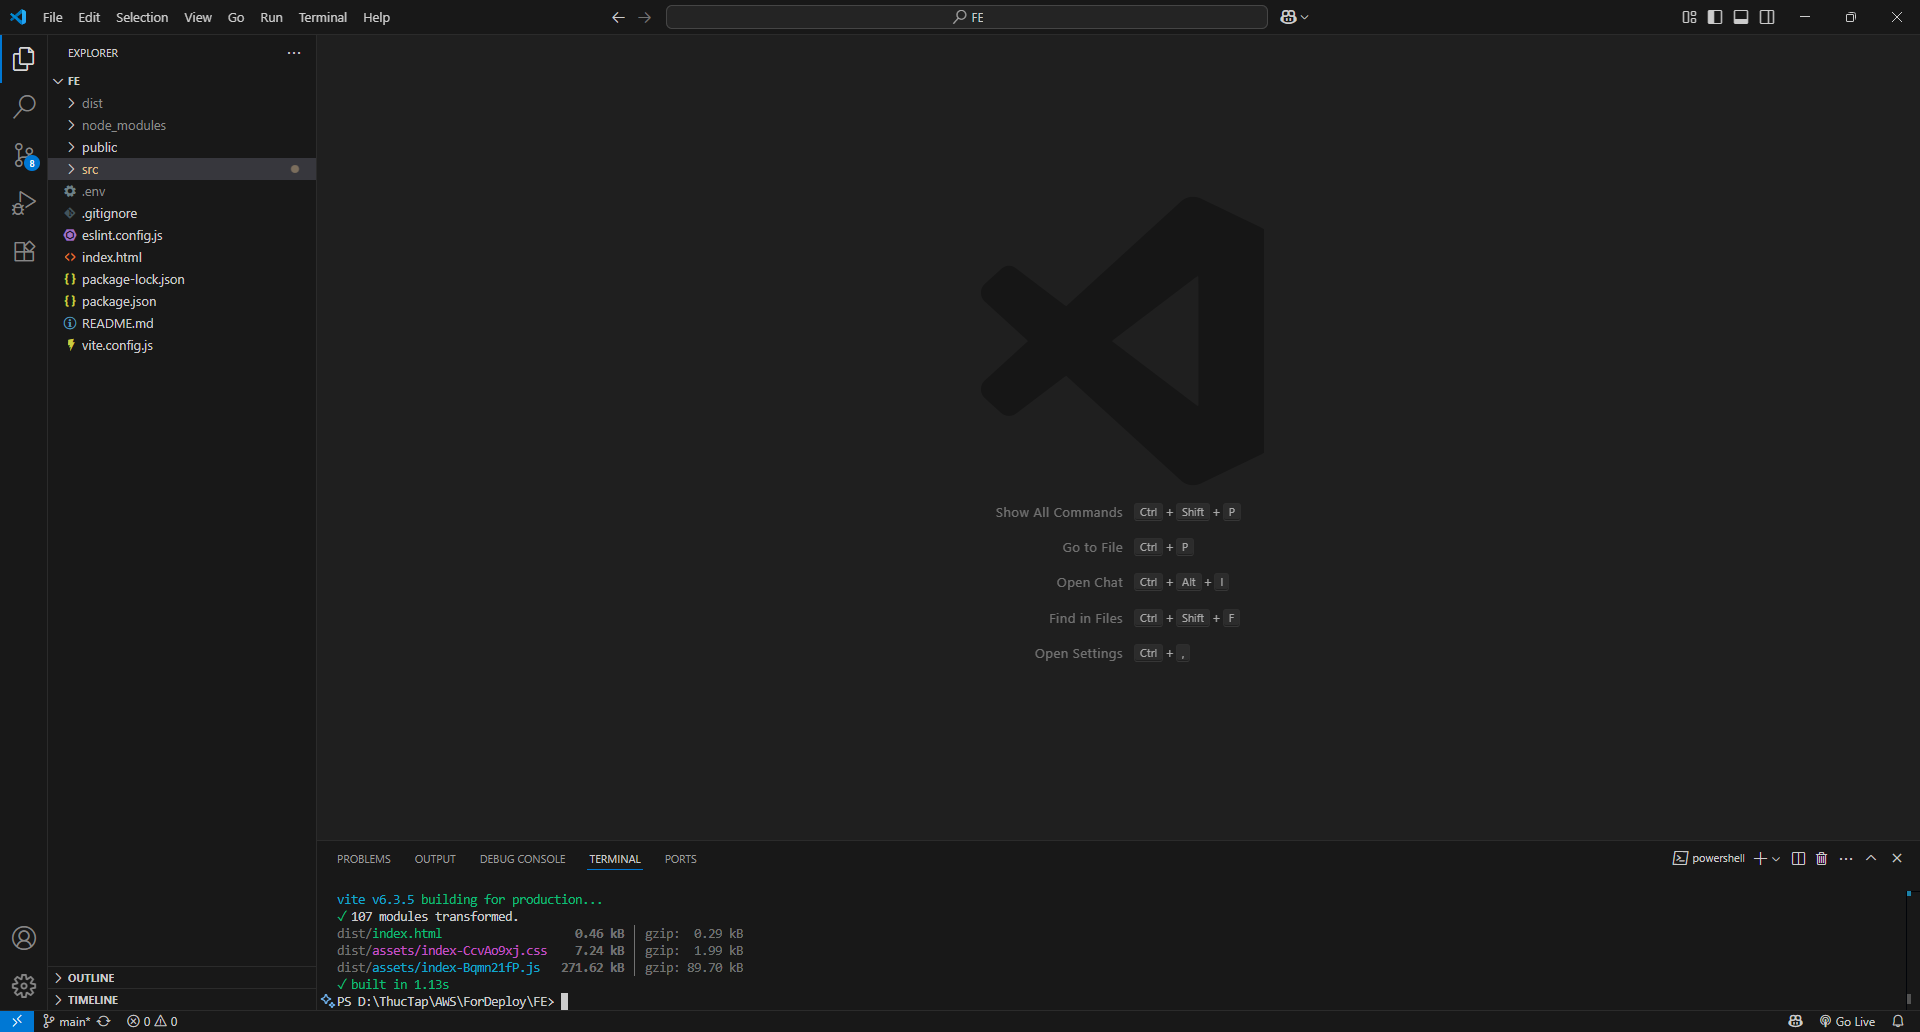 File Edit Selection View Go Run Terminal Help
FE
EXPLORER
FE
dist
node_modules
public
src
.env
.gitignore
eslint.config.js
index.html
package-lock.json
package.json
README.md
vite.config.js
8
Show All Commands Ctrl + Shift + P
Go to File Ctrl + P
Open Chat Ctrl + Alt + I
Find in Files Ctrl + Shift + F
Open Settings Ctrl + ,
PROBLEMS OUTPUT DEBUG CONSOLE TERMINAL PORTS
powershell
vite v6.3.5 building for production...
✓ 107 modules transformed.
dist/index.html 0.46 kB │ gzip: 0.29 kB
dist/assets/index-CcvAo9xj.css 7.24 kB │ gzip: 1.99 kB
dist/assets/index-Bqmn21fP.js 271.62 kB │ gzip: 89.70 kB
✓ built in 1.13s
PS D:\ThucTap\AWS\ForDeploy\FE>
OUTLINE
TIMELINE
main* 0 0
Go Live